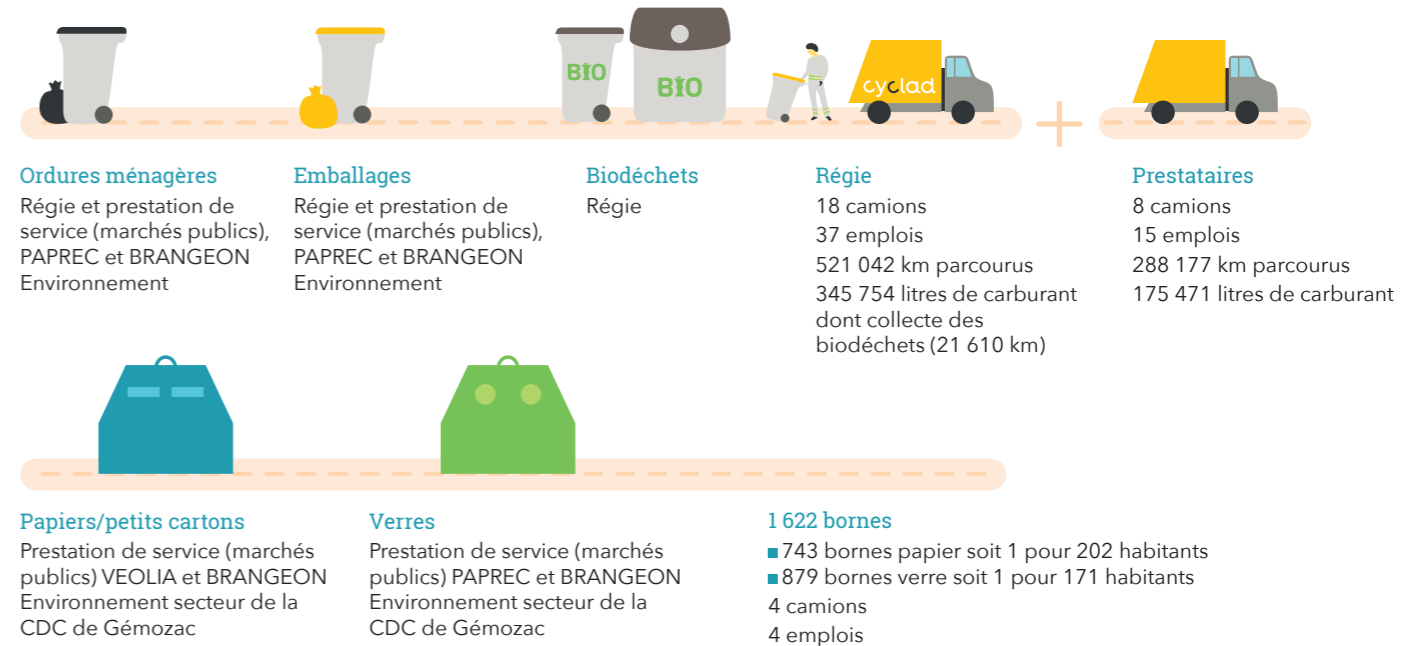 BIO
BIO
cyclad
Ordures ménagères
Régie et prestation de
service (marchés publics),
PAPREC et BRANGEON
Environnement
Emballages
Régie et prestation de
service (marchés publics),
PAPREC et BRANGEON
Environnement
Biodéchets
Régie
Régie
18 camions
37 emplois
521 042 km parcourus
345 754 litres de carburant
dont collecte des
biodéchets (21 610 km)
Prestataires
8 camions
15 emplois
288 177 km parcourus
175 471 litres de carburant
Papiers/petits cartons
Prestation de service (marchés
publics) VEOLIA et BRANGEON
Environnement secteur de la
CDC de Gémozac
Verres
Prestation de service (marchés
publics) PAPREC et BRANGEON
Environnement secteur de la
CDC de Gémozac
1 622 bornes
743 bornes papier soit 1 pour 202 habitants
879 bornes verre soit 1 pour 171 habitants
4 camions
4 emplois